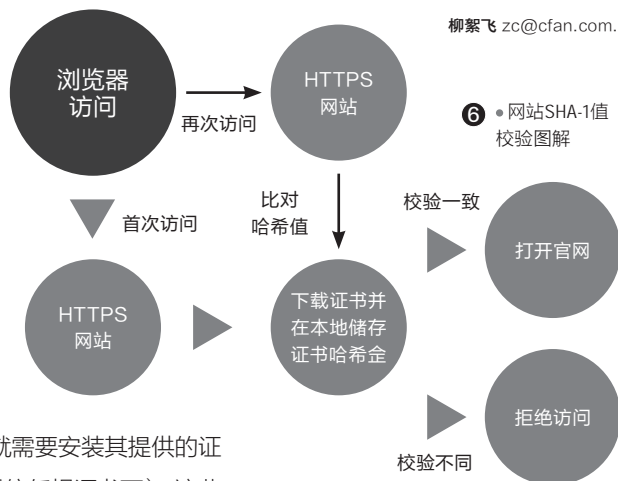 柳絮飞 zc@cfan.com.
浏览器
访问
再次访问
HTTPS
网站
❻ • 网站SHA-1值
校验图解
首次访问
比对
哈希值
校验一致
打开官网
HTTPS
网站
下载证书并
在本地储存
证书哈希金
拒绝访问
校验不同
就需要安装其提供的证